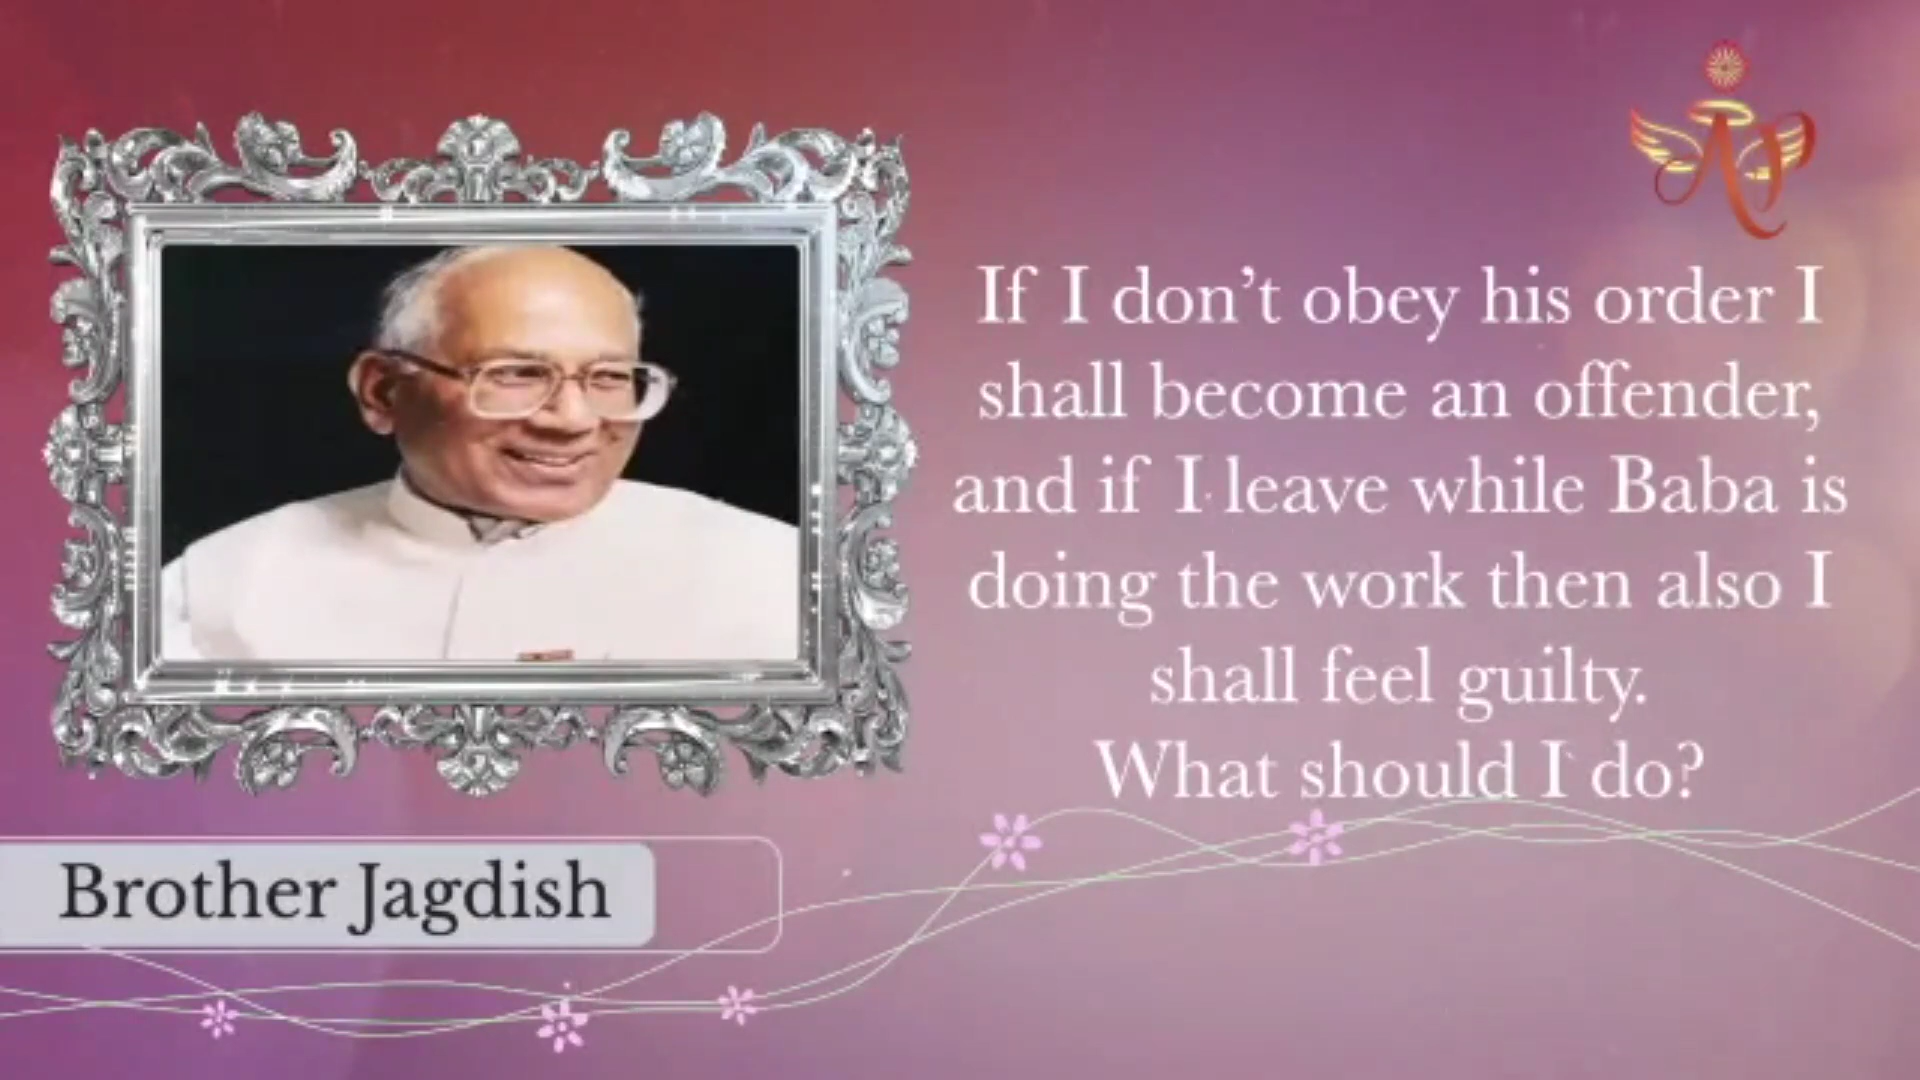 If I don't obey his order I
shall become an offender,
and if I leave while Baba is
doing the work then also I
shall feel guilty.
What should I do?
Brother Jagdish
AP